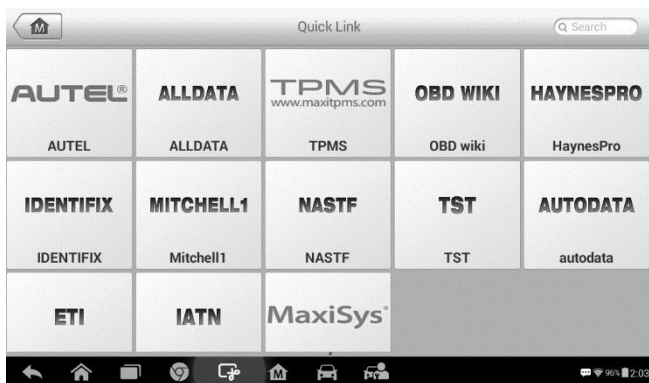 M
Quick Link
Search
AUTEL®
AUTEL
ALLDATA
ALLDATA
TPMS
www.maxitpms.com
TPMS
OBD WIKI
OBD wiki
HAYNESPRO
HaynesPro
IDENTIFIX
IDENTIFIX
MITCHELL1
Mitchell1
NASTF
NASTF
TST
TST
AUTODATA
autodata
ETI
IATN
MaxiSys
M
96%
2:03